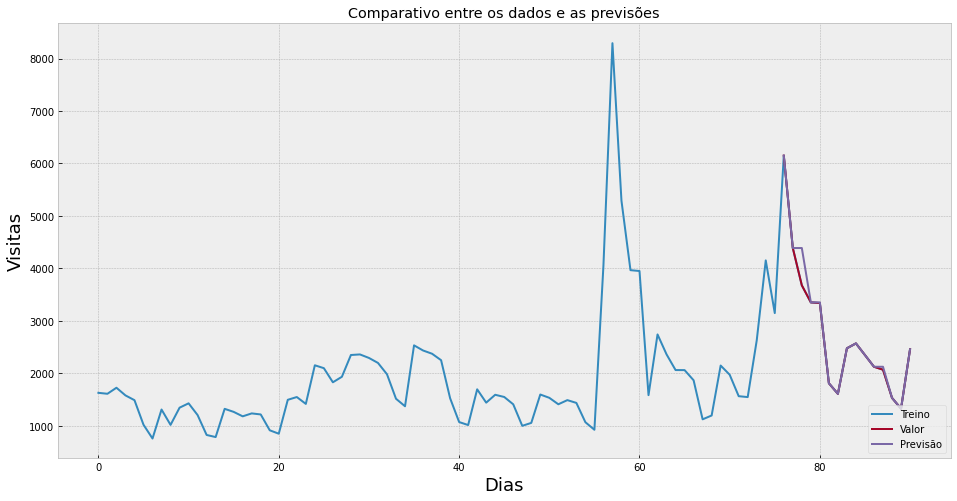 Comparativo entre os dados e as previsões
8000
7000
6000
5000
4000
3000
2000
1000
Visitas
0
20
40
60
80
Dias
Treino
Valor
Previsão